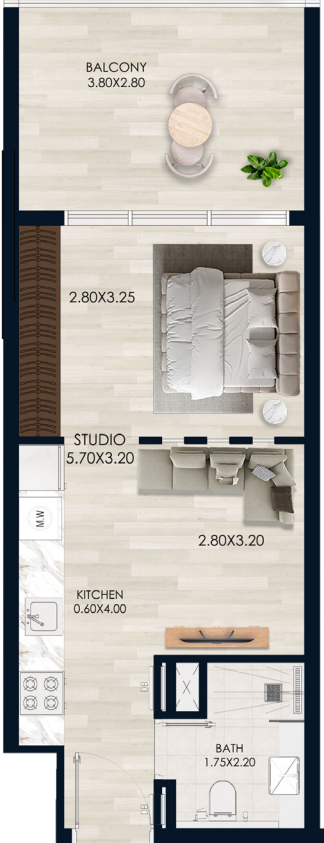 BALCONY
3.80X2.80
2.80X3.25
STUDIO
5.70X3.20
M.W
2.80X3.20
KITCHEN
0.60X4.00
BATH
1.75X2.20